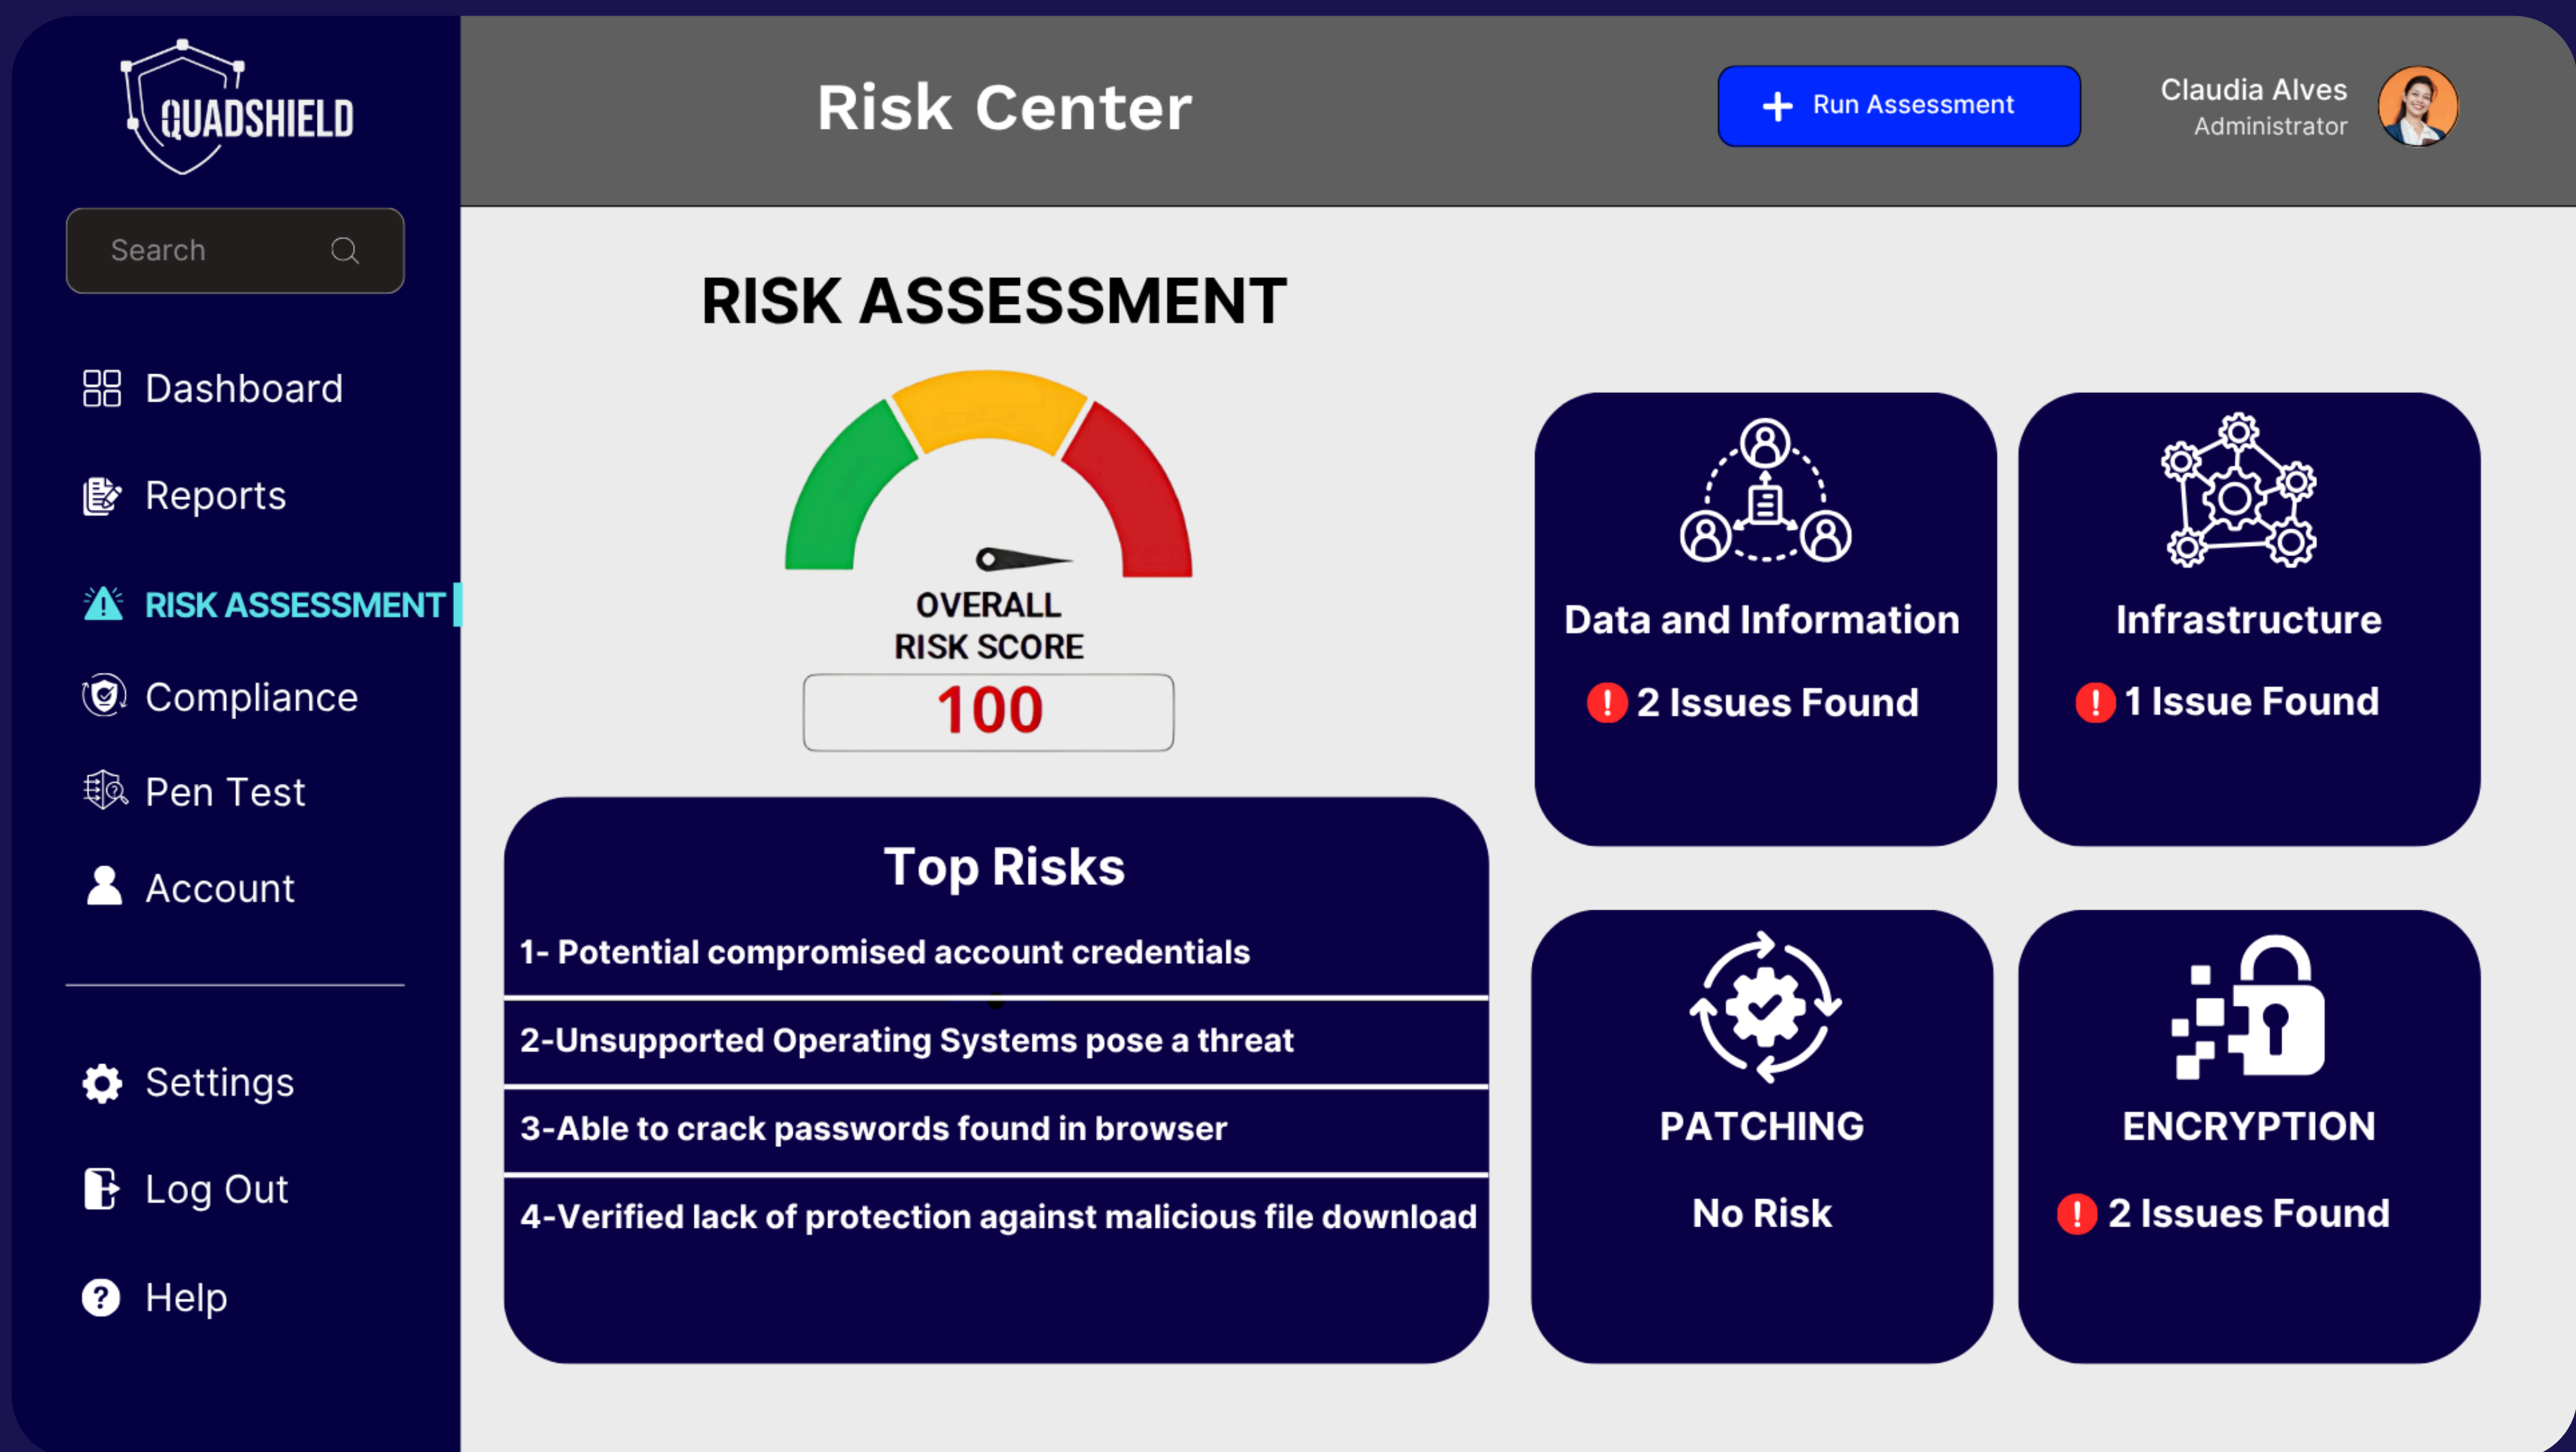 QUADSHIELD
Search
Dashboard
Reports
RISK ASSESSMENT
Compliance
Pen Test
Account
Settings
Log Out
Help
Risk Center
Run Assessment
Claudia Alves
Administrator
RISK ASSESSMENT
OVERALL
RISK SCORE
100
Top Risks
1- Potential compromised account credentials
2-Unsupported Operating Systems pose a threat
3-Able to crack passwords found in browser
4-Verified lack of protection against malicious file download
Data and Information
2 Issues Found
Infrastructure
1 Issue Found
PATCHING
No Risk
ENCRYPTION
2 Issues Found